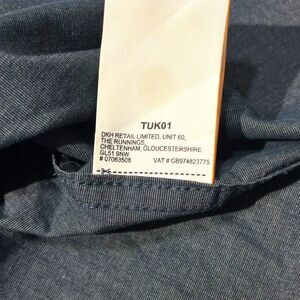 TUK01
DKH RETAIL LIMITED, UNIT 60,
THE RUNNINGS,
CHELTENHAM, GLOUCESTERSHIRE
GL51 9NW
# 07063508 VAT # GB974823775